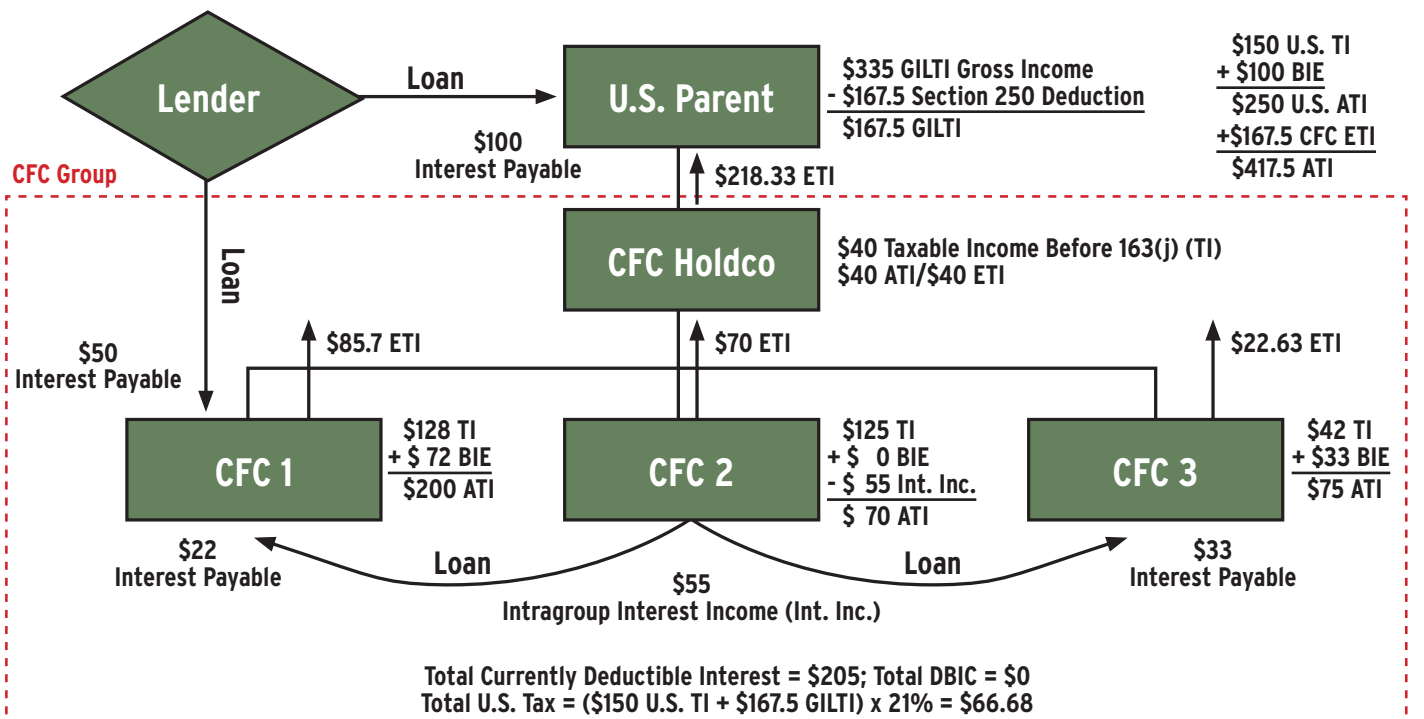 Lender
Loan
$100
Interest Payable
U.S. Parent
$335 GILTI Gross Income
- $167.5 Section 250 Deduction
$167.5 GILTI
$150 U.S. TI
+ $100 BIE
$250 U.S. ATI
+$167.5 CFC ETI
$417.5 ATI
CFC Group
$218.33 ETI
Loan
CFC Holdco
$40 Taxable Income Before 163(j) (TI)
$40 ATI/$40 ETI
$50
Interest Payable
$85.7 ETI
$70 ETI
$22.63 ETI
CFC 1
$128 TI
+ $ 72 BIE
$200 ATI
CFC 2
$125 TI
+ $ 0 BIE
- $ 55 Int. Inc.
$ 70 ATI
CFC 3
$42 TI
+ $33 BIE
$75 ATI
$22
Interest Payable
Loan
$55
Intragroup Interest Income (Int. Inc.)
Loan
$33
Interest Payable
Total Currently Deductible Interest = $205; Total DBIC = $0
Total U.S. Tax = ($150 U.S. TI + $167.5 GILTI) x 21% = $66.68